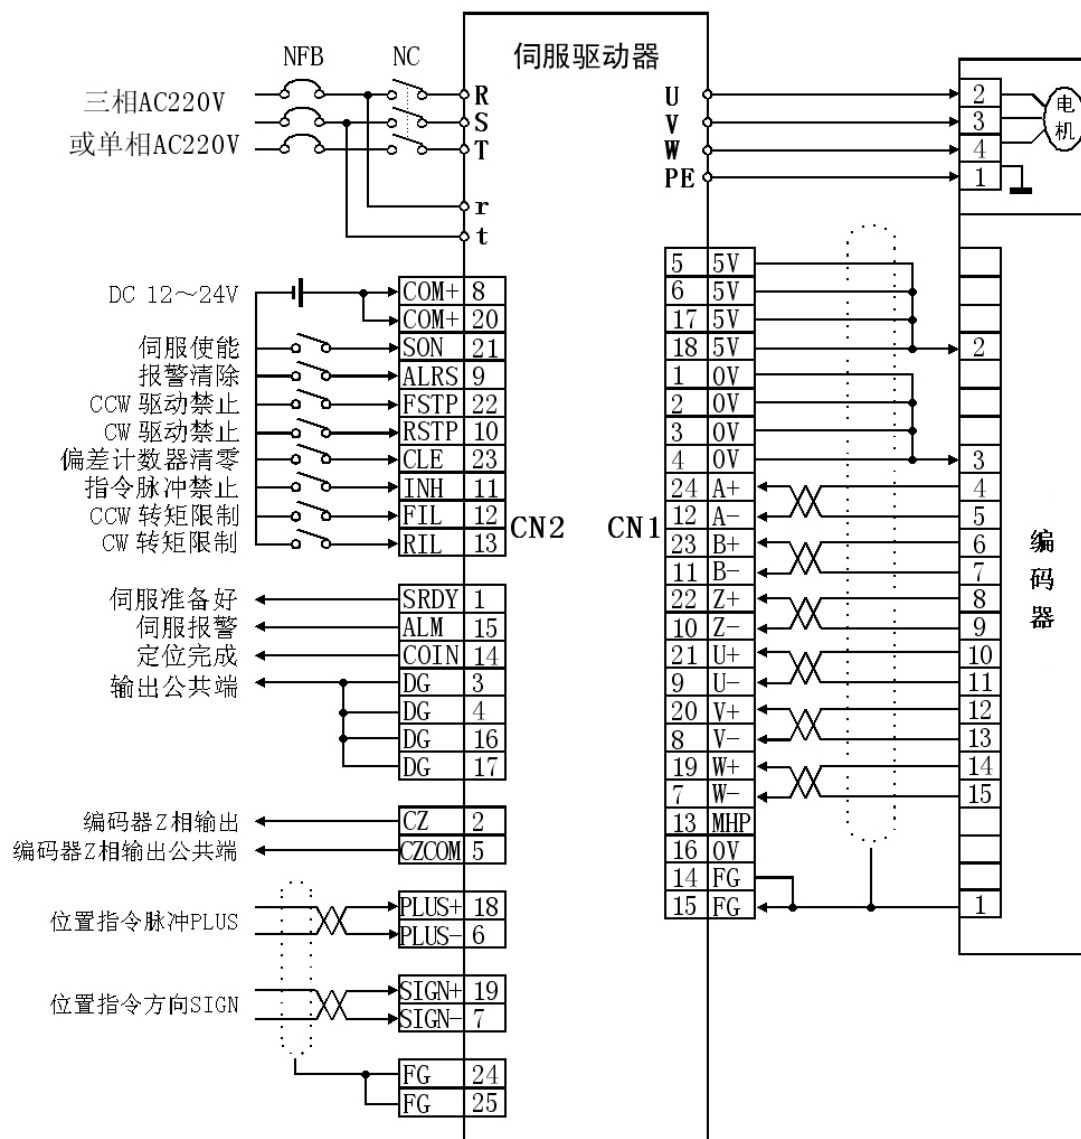 伺服驱动器
NFB NC
三相AC220V
或单相AC220V
R
S
T
r
t
U
V
W
PE
2
3
4
1
电机
DC 12～24V COM+ 8
COM+ 20
伺服使能 SON 21
报警清除 ALRS 9
CCW 驱动禁止 FSTP 22
CW 驱动禁止 RSTP 10
偏差计数器清零 CLE 23
指令脉冲禁止 INH 11
CCW 转矩限制 FIL 12
CW 转矩限制 RIL 13
CN2
伺服准备好 SRDY 1
伺服报警 ALM 15
定位完成 COIN 14
输出公共端 DG 3
DG 4
DG 16
DG 17
编码器Z相输出 CZ 2
编码器Z相输出公共端 CZCOM 5
位置指令脉冲PLUS PLUS+ 18
PLUS- 6
位置指令方向SIGN SIGN+ 19
SIGN- 7
FG 24
FG 25
CN1
5 5V
6 5V
17 5V
18 5V 2
1 0V
2 0V
3 0V
4 0V 3
24 A+ 4
12 A- 5
23 B+ 6
11 B- 7
22 Z+ 8
10 Z- 9
21 U+ 10
9 U- 11
20 V+ 12
8 V- 13
19 W+ 14
7 W- 15
13 MHP
16 0V
14 FG
15 FG 1
编码器